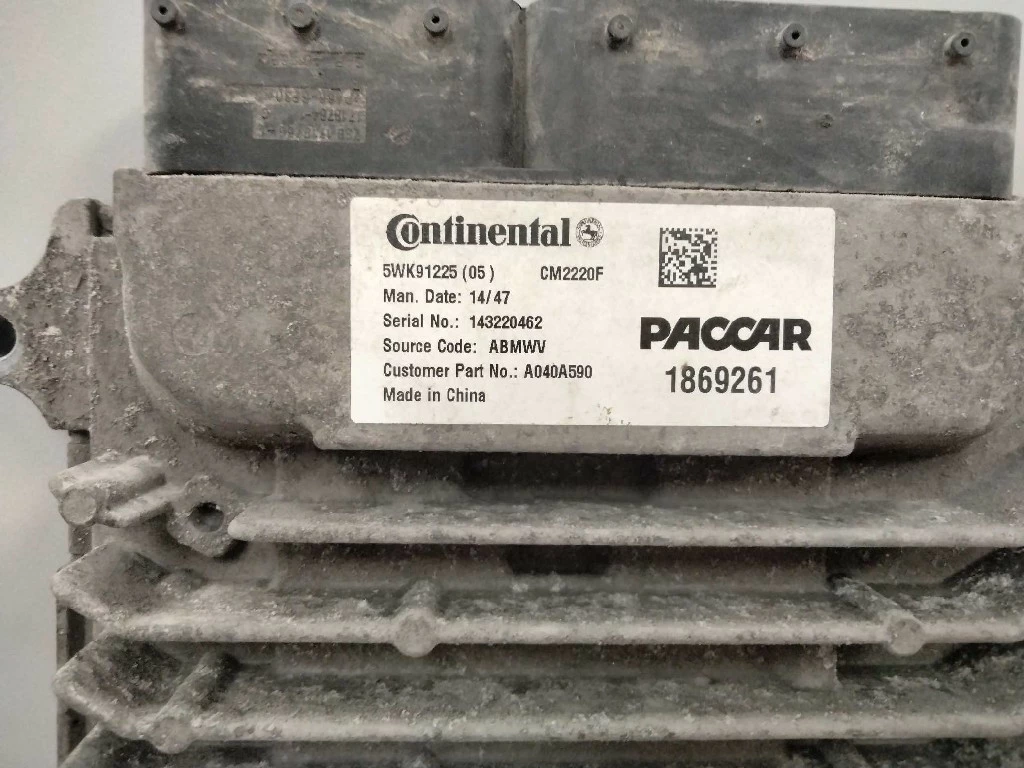 Continental
5WK91225 (05 ) CM2220F
Man. Date: 14/47
Serial No.: 143220462
Source Code: ABMWV
Customer Part No.: A040A590
Made in China
PACCAR
1869261